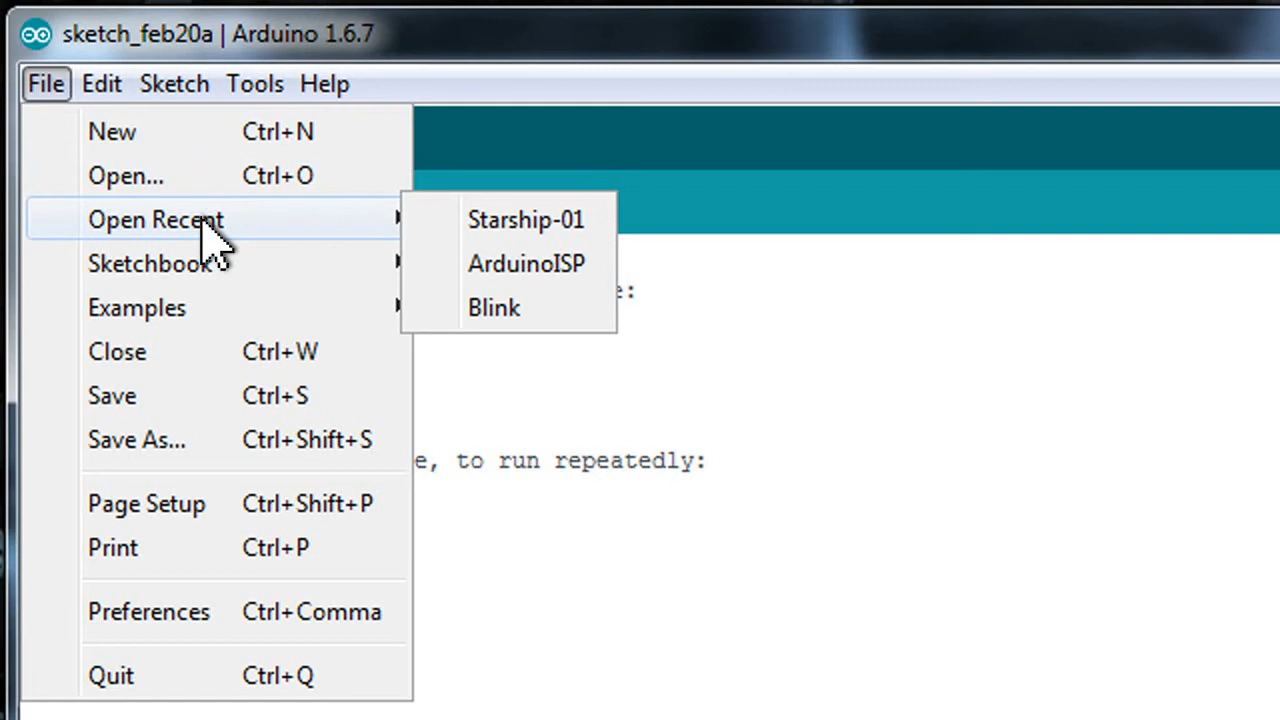 sketch_feb20a | Arduino 1.6.7
File Edit Sketch Tools Help
New Ctrl+N
Open... Ctrl+O
Open Recent
Sketchbook
Examples
Close Ctrl+W
Save Ctrl+S
Save As... Ctrl+Shift+S
Page Setup Ctrl+Shift+P
Print Ctrl+P
Preferences Ctrl+Comma
Quit Ctrl+Q
Starship-01
ArduinoISP
Blink
e:
e, to run repeatedly: